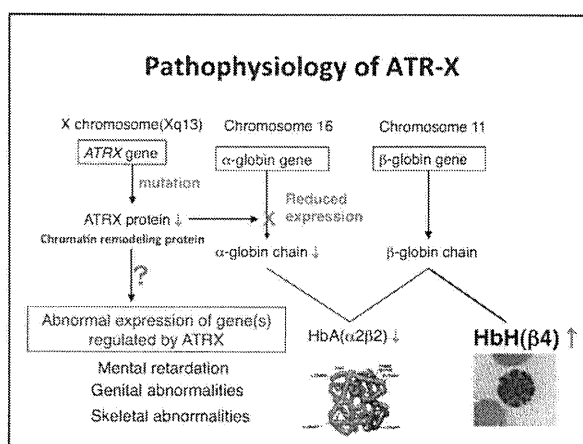 Pathophysiology of ATR-X
X chromosome(Xq13)
Chromosome 16
Chromosome 11
ATRX gene
α-globin gene
β-globin gene
mutation
Reduced
expression
X
ATRX protein ↓
Chromatin remodeling protein
α-globin chain ↓
β-globin chain
?
Abnormal expression of gene(s)
regulated by ATRX
HbA(α2β2) ↓
HbH(β4) ↑
Mental retardation
Genital abnormalities
Skeletal abnormalities